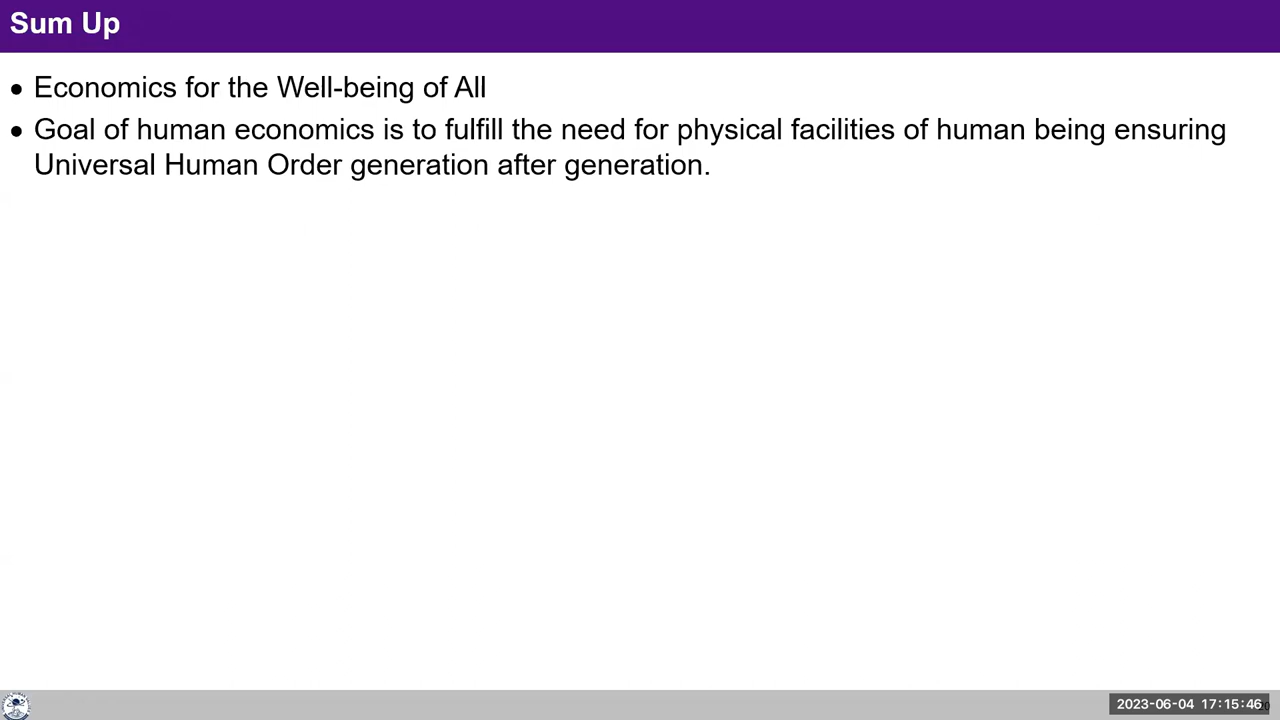 Sum Up
• Economics for the Well-being of All
• Goal of human economics is to fulfill the need for physical facilities of human being ensuring
Universal Human Order generation after generation.
2023-06-04 17:15:46